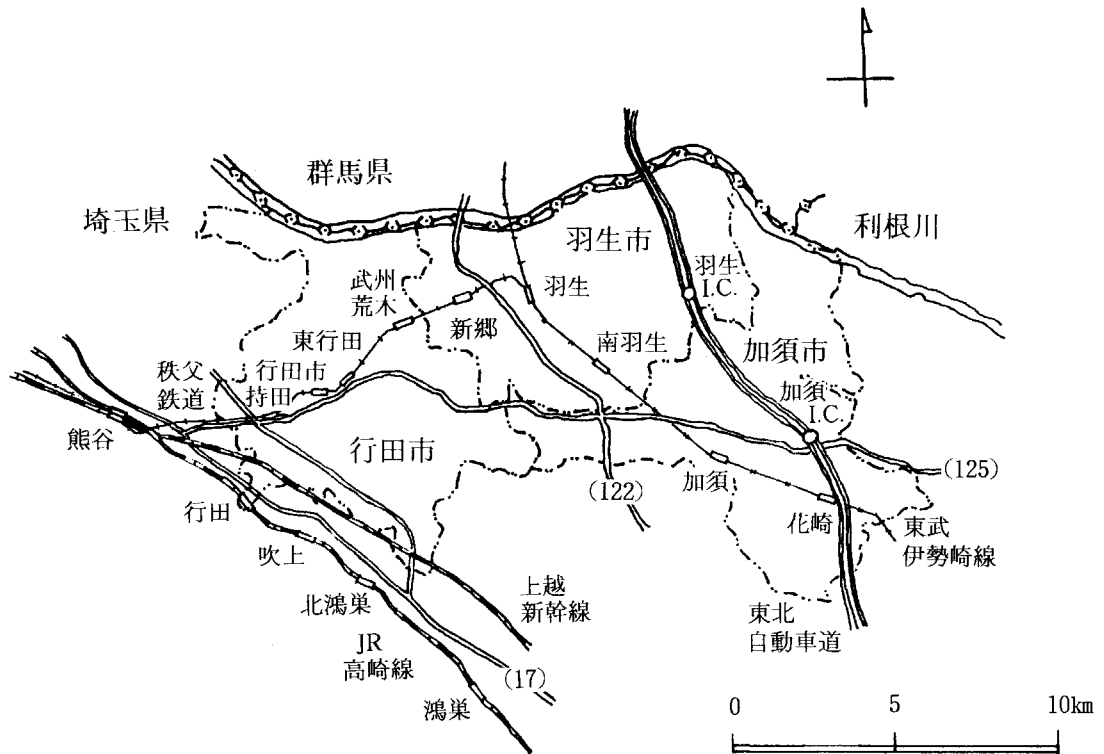 群馬県
埼玉県
利根川
羽生市
羽生
I.C.
武州
荒木
羽生
新郷
東行田
南羽生
加須市
秩父
鉄道
行田市
持田
加須
I.C.
熊谷
行田市
(125)
(122)
加須
行田
花崎
東武
伊勢崎線
吹上
上越
新幹線
北鴻巣
東北
自動車道
JR
高崎線
(17)
鴻巣
0 5 10km